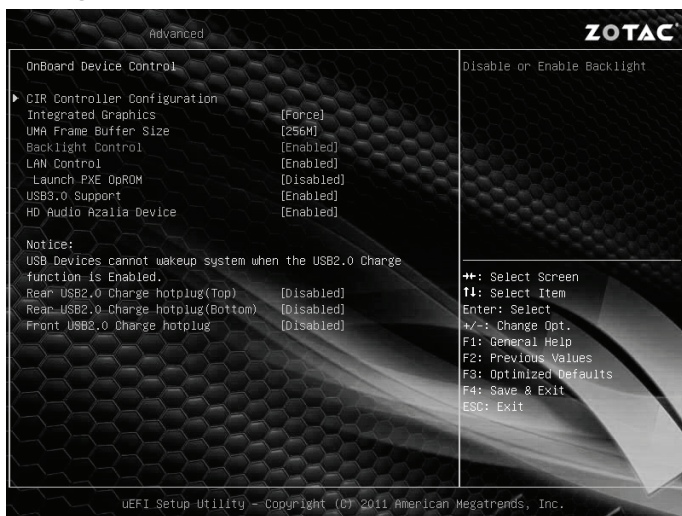 Advanced
ZOTAC
OnBoard Device Control
CIR Controller Configuration
Integrated Graphics [Force]
UMA Frame Buffer Size [256M]
Backlight Control [Enabled]
LAN Control [Enabled]
Launch PXE OpROM [Disabled]
USB3.0 Support [Enabled]
HD Audio Azalia Device [Enabled]
Notice:
USB Devices cannot wakeup system when the USB2.0 Charge
function is Enabled.
Rear USB2.0 Charge hotplug(Top) [Disabled]
Rear USB2.0 Charge hotplug(Bottom) [Disabled]
Front USB2.0 Charge hotplug [Disabled]
Disable or Enable Backlight
→←: Select Screen
↑↓: Select Item
Enter: Select
+/-: Change Opt.
F1: General Help
F2: Previous Values
F3: Optimized Defaults
F4: Save & Exit
ESC: Exit
uEFI Setup Utility - Copyright (C) 2011 American Megatrends, Inc.